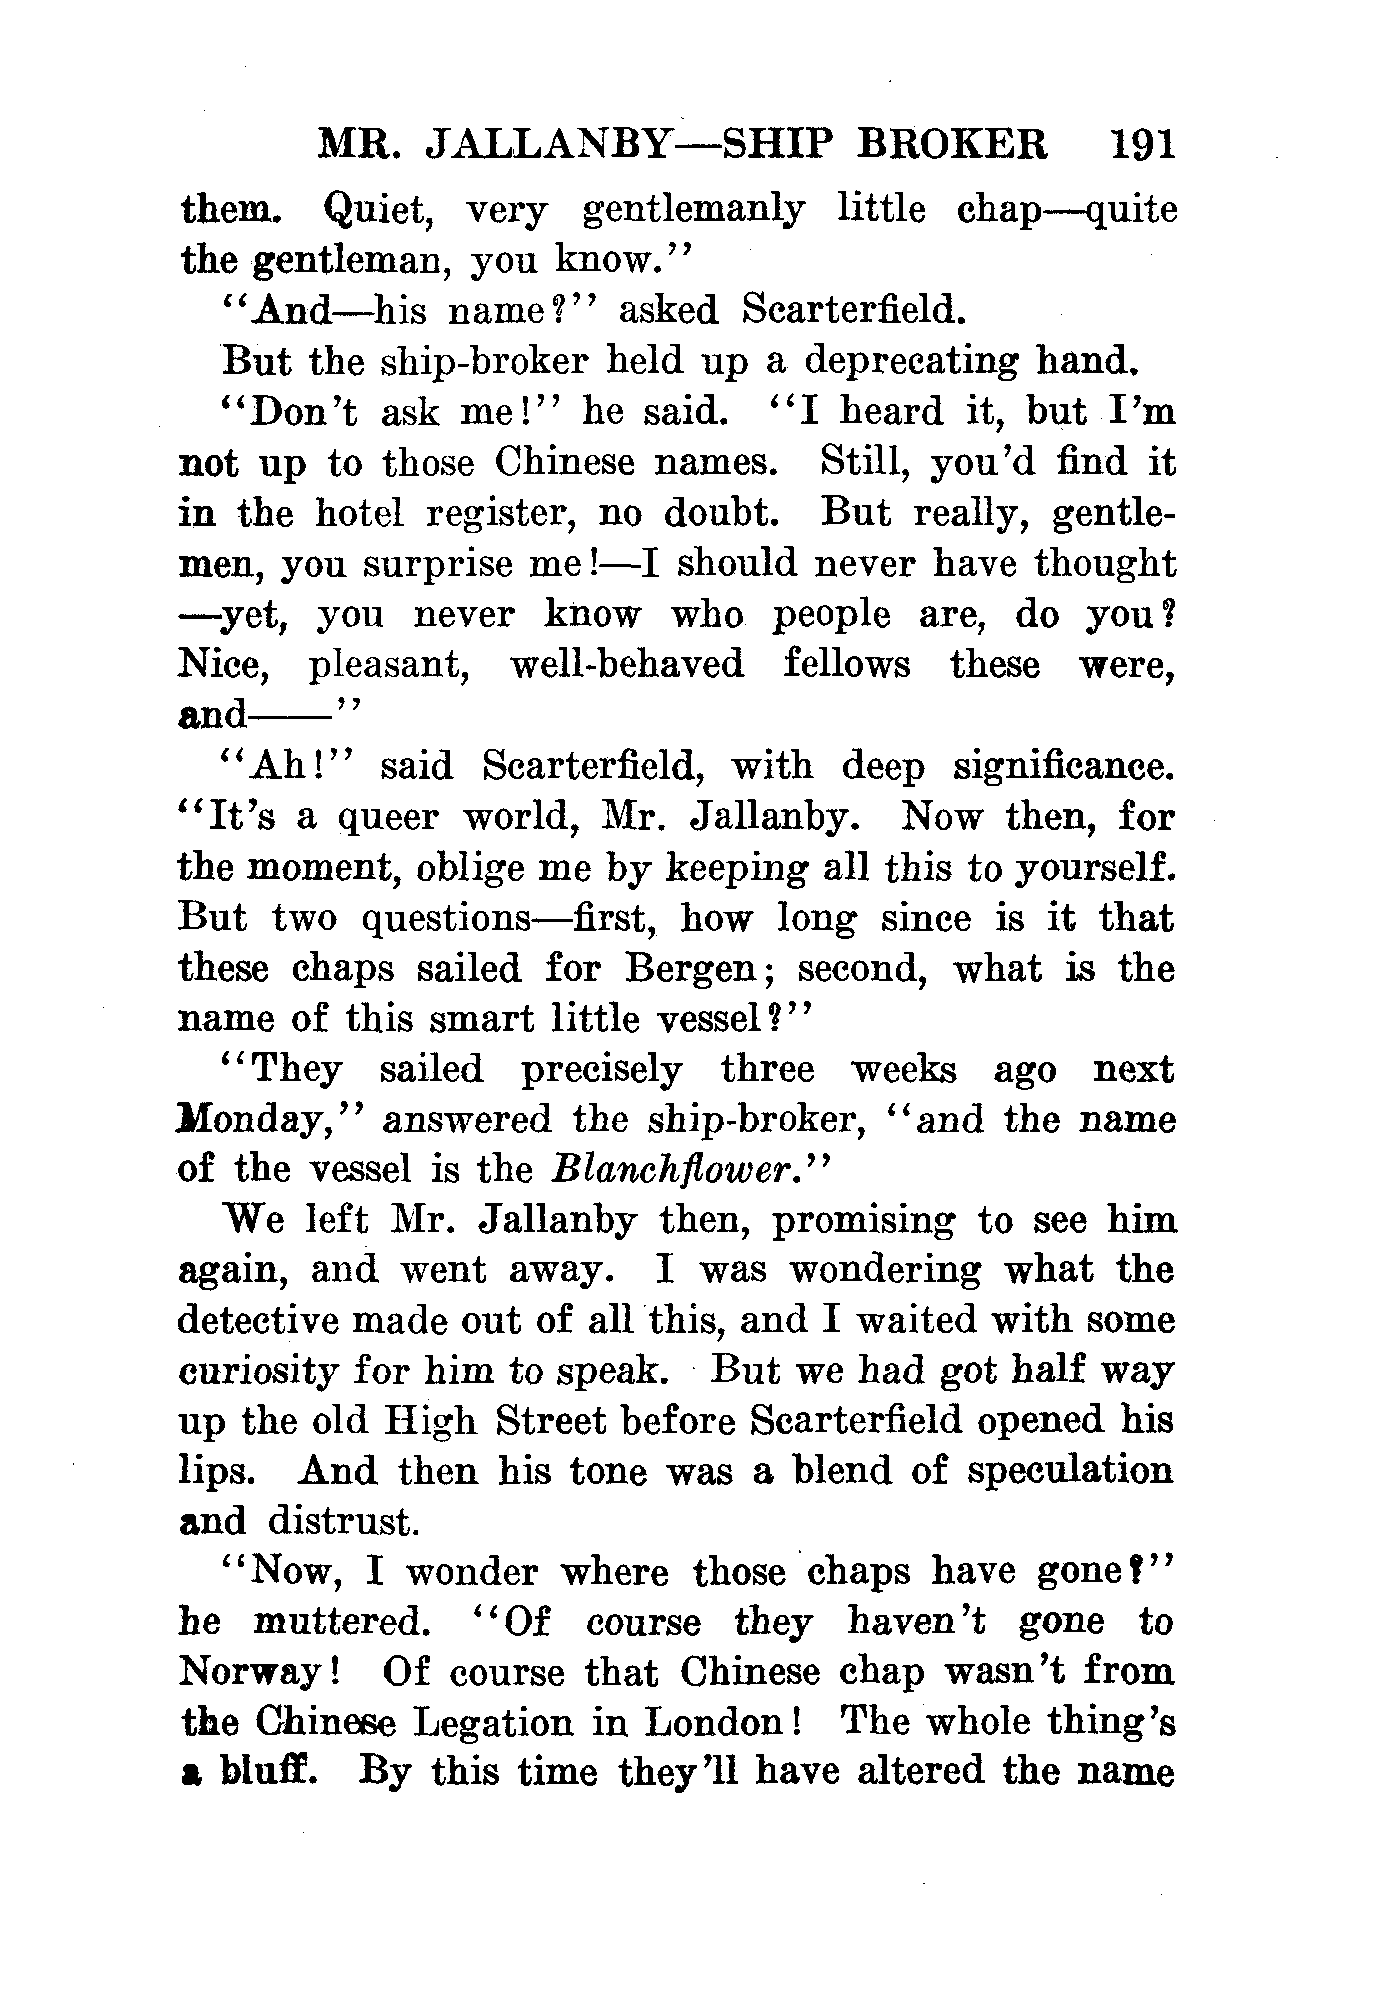 MR. JALLANBY—SHIP BROKER 191
them. Quiet, very gentlemanly little chap—quite
the gentleman, you know."
"And—his name?" asked Scarterfield.
But the ship-broker held up a deprecating hand.
"Don't ask me!" he said. "I heard it, but I'm
not up to those Chinese names. Still, you'd find it
in the hotel register, no doubt. But really, gentle-
men, you surprise me!—I should never have thought
—yet, you never know who people are, do you?
Nice, pleasant, well-behaved fellows these were,
and——"
"Ah!" said Scarterfield, with deep significance.
"It's a queer world, Mr. Jallanby. Now then, for
the moment, oblige me by keeping all this to yourself.
But two questions—first, how long since is it that
these chaps sailed for Bergen; second, what is the
name of this smart little vessel?"
"They sailed precisely three weeks ago next
Monday," answered the ship-broker, "and the name
of the vessel is the Blanchflower."
We left Mr. Jallanby then, promising to see him
again, and went away. I was wondering what the
detective made out of all this, and I waited with some
curiosity for him to speak. But we had got half way
up the old High Street before Scarterfield opened his
lips. And then his tone was a blend of speculation
and distrust.
"Now, I wonder where those chaps have gone?"
he muttered. "Of course they haven't gone to
Norway! Of course that Chinese chap wasn't from
the Chinese Legation in London! The whole thing's
a bluff. By this time they'll have altered the name